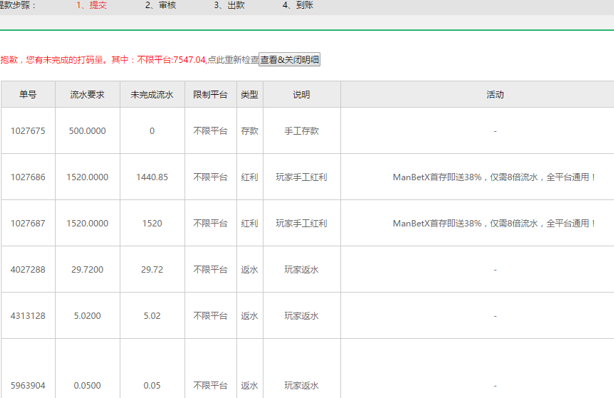 提款步骤： 1、提交 2、审核 3、出款 4、到账
抱歉，您有未完成的打码量。其中：不限平台:7547.04,点此重新检查 查看&关闭明细
单号 流水要求 未完成流水 限制平台 类型 说明 活动
1027675 500.0000 0 不限平台 存款 手工存款 -
1027686 1520.0000 1440.85 不限平台 红利 玩家手工红利 ManBetX首存即送38%，仅需8倍流水，全平台通用！
1027687 1520.0000 1520 不限平台 红利 玩家手工红利 ManBetX首存即送38%，仅需8倍流水，全平台通用！
4027288 29.7200 29.72 不限平台 返水 玩家返水 -
4313128 5.0200 5.02 不限平台 返水 玩家返水 -
5963904 0.0500 0.05 不限平台 返水 玩家返水 -